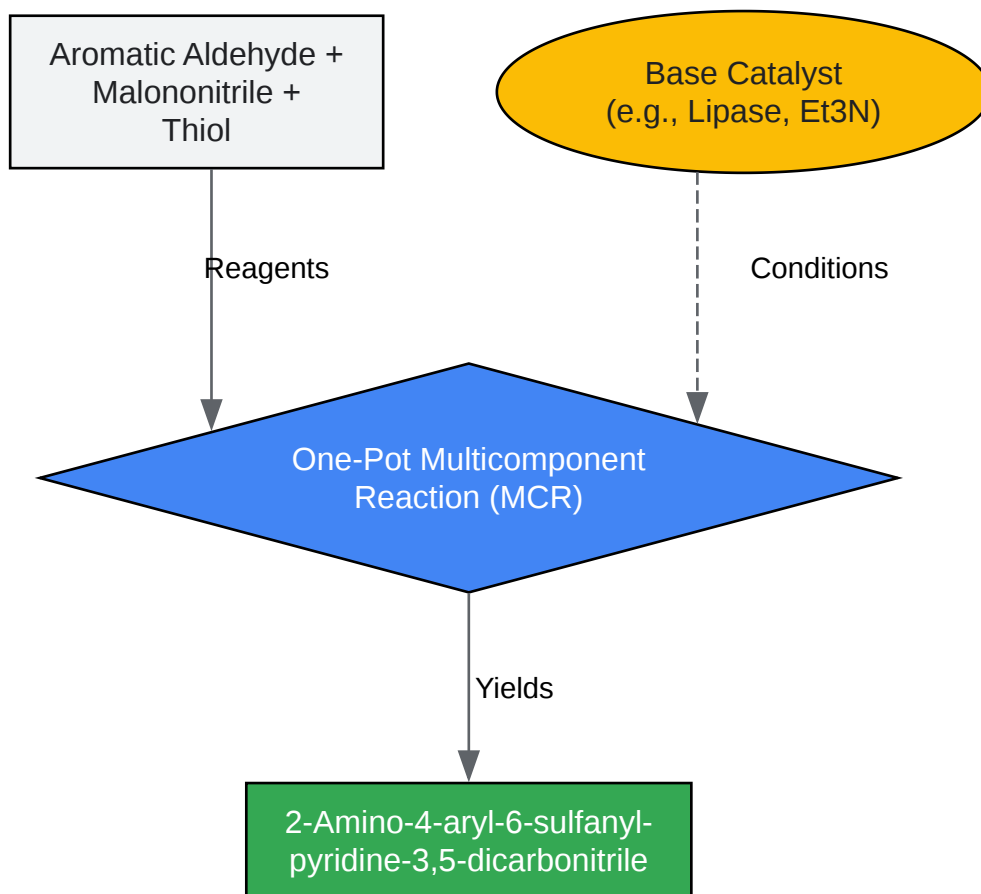 Aromatic Aldehyde +
Malononitrile +
Thiol
Base Catalyst
(e.g., Lipase, Et3N)
Reagents
Conditions
One-Pot Multicomponent
Reaction (MCR)
Yields
2-Amino-4-aryl-6-sulfanyl-
pyridine-3,5-dicarbonitrile